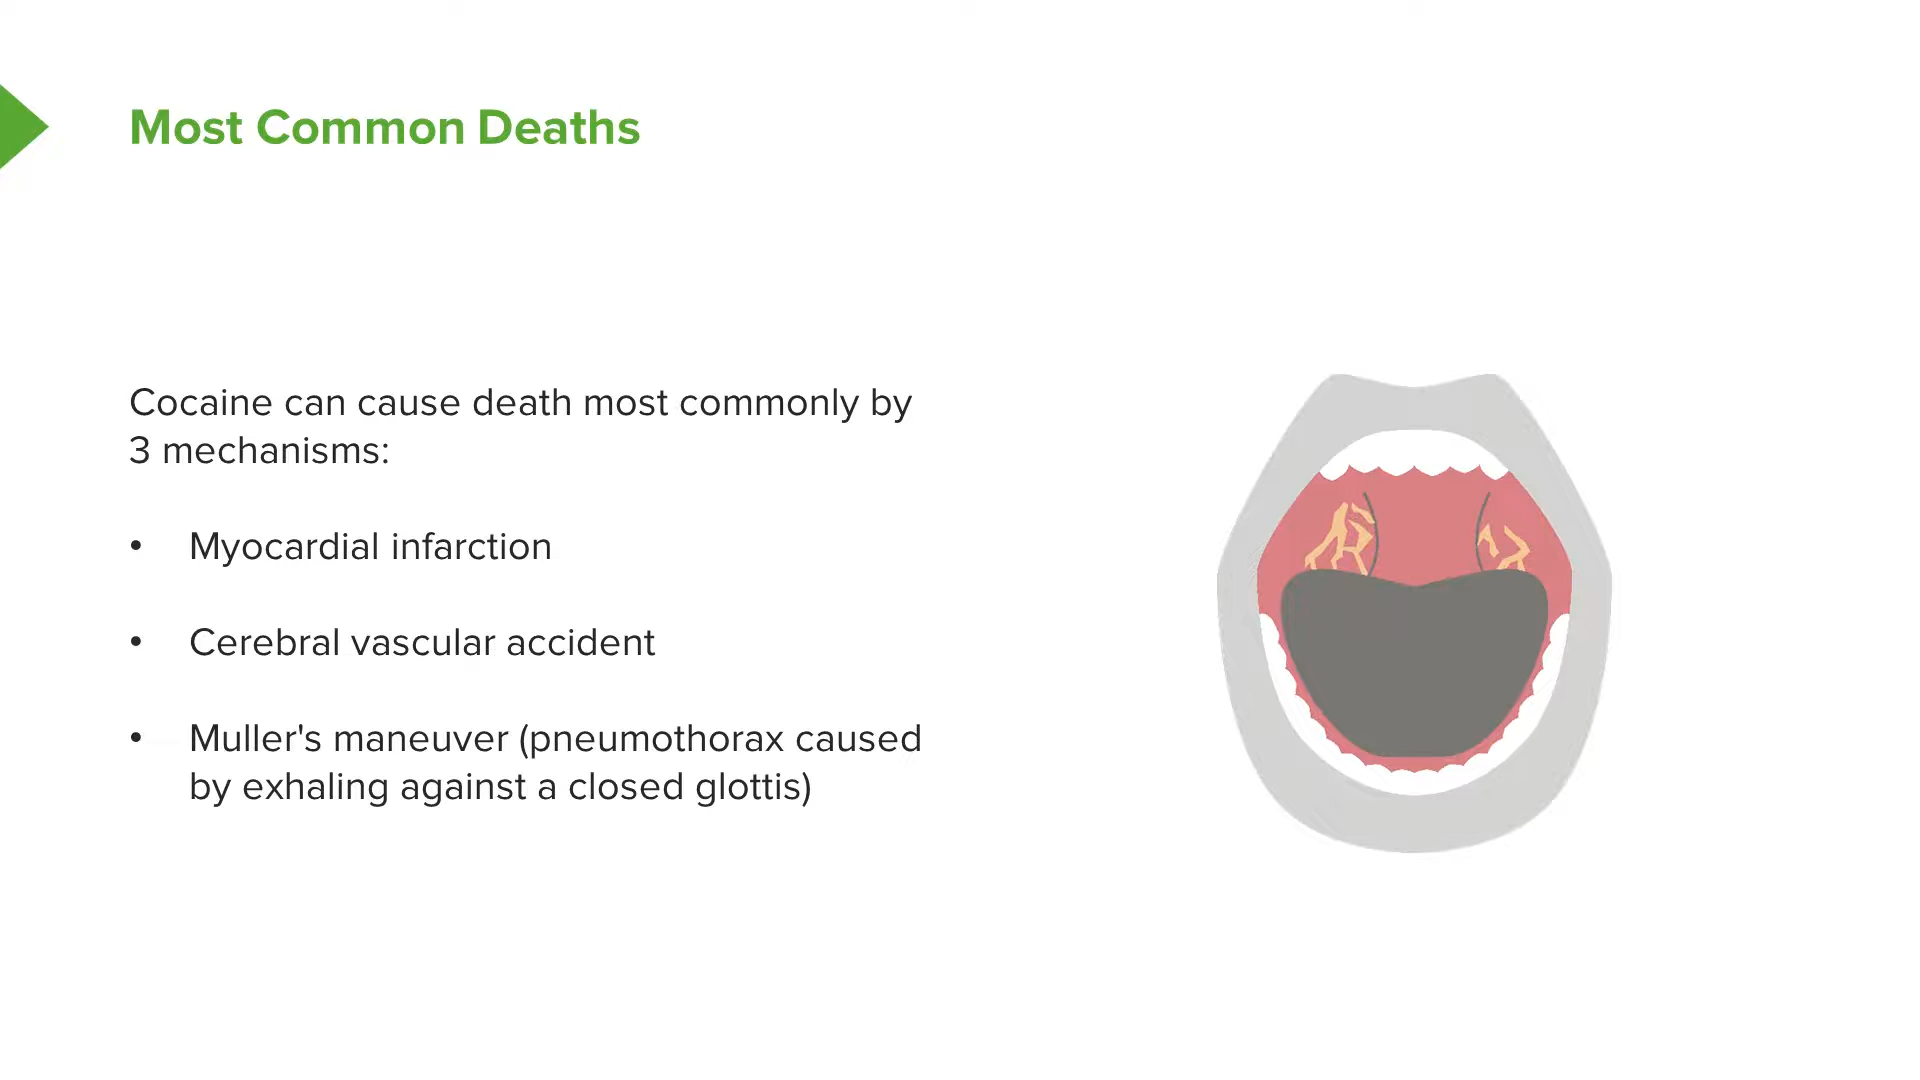 Most Common Deaths
Cocaine can cause death most commonly by
3 mechanisms:
• Myocardial infarction
• Cerebral vascular accident
• Muller's maneuver (pneumothorax caused
by exhaling against a closed glottis)